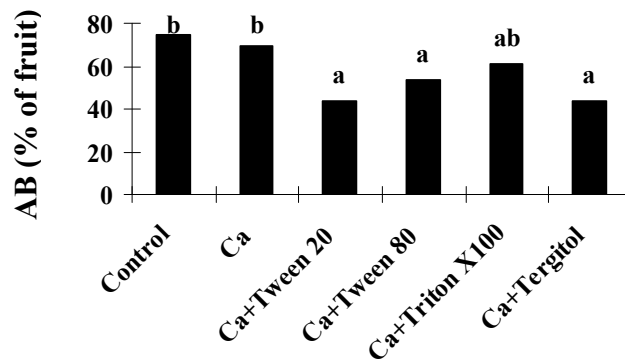 AB (% of fruit)
80
60
40
20
0
b
b
a
a
ab
a
Control
Ca
Ca+Tween 20
Ca+Tween 80
Ca+Triton X100
Ca+Tergitol